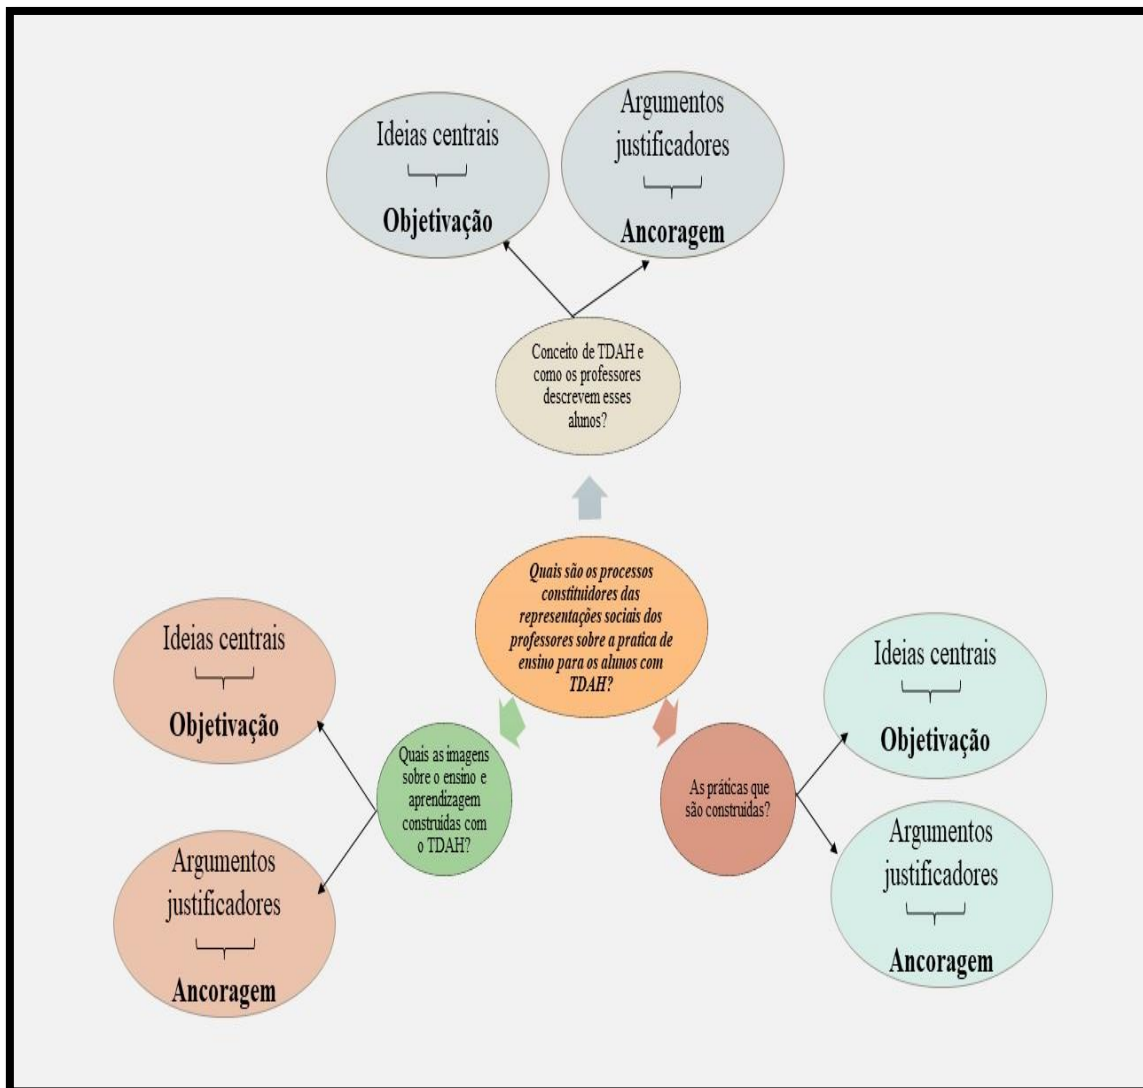 Ideias centrais
Objetivação
Argumentos
justificadores
Ancoragem
Conceito de TDAH e
como os professores
descrevem esses
alunos?
Quais são os processos
constituidores das
representações sociais dos
professores sobre a pratica de
ensino para os alunos com
TDAH?
Ideias centrais
Objetivação
Argumentos
justificadores
Ancoragem
Quais as imagens
sobre o ensino e
aprendizagem
construidas com
o TDAH?
As práticas que
são construidas?
Ideias centrais
Objetivação
Argumentos
justificadores
Ancoragem